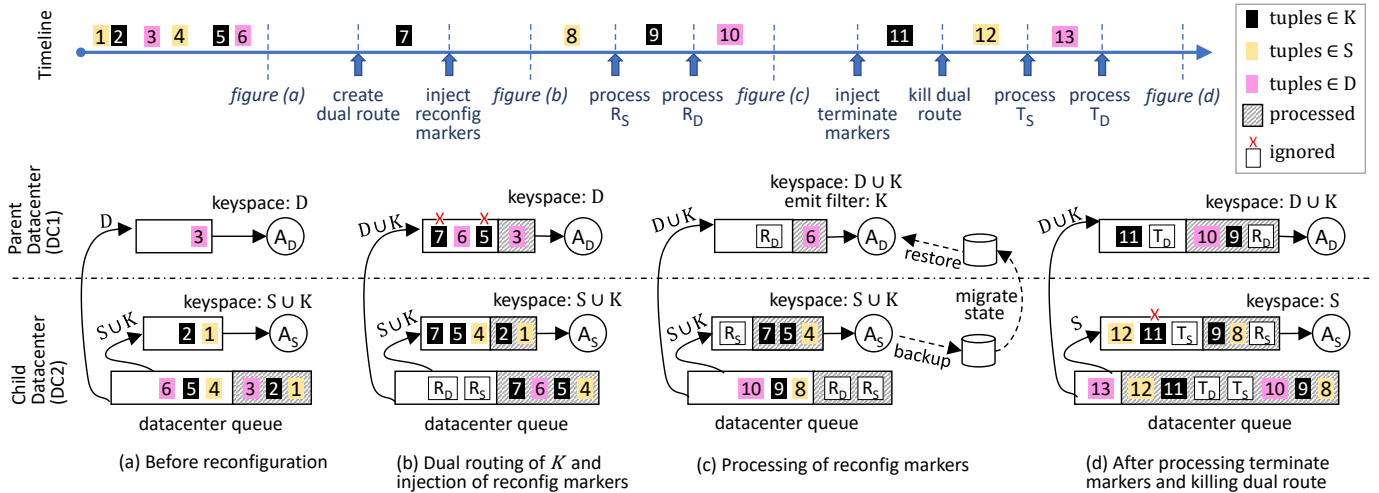 Timeline
1 2 3 4 5 6 7 8 9 10 11 12 13
figure (a)
create
dual route
inject
reconfig
markers
figure (b)
process
R_S
process
R_D
figure (c)
inject
terminate
markers
kill dual
route
process
T_S
process
T_D
figure (d)
tuples ∈ K
tuples ∈ S
tuples ∈ D
processed
X
ignored
Parent
Datacenter
(DC1)
Child
Datacenter
(DC2)
D
keyspace: D
3
A_D
S∪K
keyspace: S ∪ K
2 1
A_S
6 5 4 3 2 1
datacenter queue
(a) Before reconfiguration
D∪K
keyspace: D
X X
7 6 5 3
A_D
S∪K
keyspace: S ∪ K
7 5 4 2 1
A_S
R_D R_S 7 6 5 4
datacenter queue
(b) Dual routing of K and
injection of reconfig markers
D∪K
keyspace: D ∪ K
emit filter: K
R_D 6
A_D
restore
migrate
state
S∪K
keyspace: S ∪ K
R_S 7 5 4
A_S
backup
10 9 8 R_D R_S
datacenter queue
(c) Processing of reconfig markers
D∪K
keyspace: D ∪ K
11 T_D 10 9 R_D
A_D
S
keyspace: S
X
12 11 T_S 9 8 R_S
A_S
13 12 11 T_D T_S 10 9 8
datacenter queue
(d) After processing terminate
markers and killing dual route